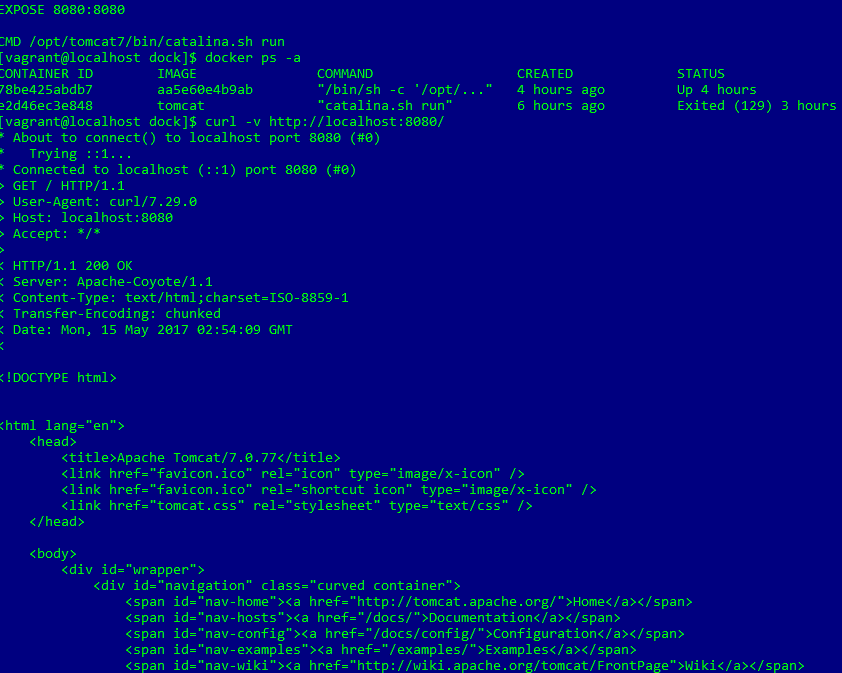 EXPOSE 8080:8080
CMD /opt/tomcat7/bin/catalina.sh run
[vagrant@localhost dock]$ docker ps -a
CONTAINER ID        IMAGE               COMMAND                  CREATED             STATUS
78be425abdb7        aa5e60e4b9ab        "/bin/sh -c '/opt/..."   4 hours ago         Up 4 hours
e2d46ec3e848        tomcat              "catalina.sh run"        6 hours ago         Exited (129) 3 hours
[vagrant@localhost dock]$ curl -v http://localhost:8080/
* About to connect() to localhost port 8080 (#0)
*   Trying ::1...
* Connected to localhost (::1) port 8080 (#0)
> GET / HTTP/1.1
> User-Agent: curl/7.29.0
> Host: localhost:8080
> Accept: */*
>
< HTTP/1.1 200 OK
< Server: Apache-Coyote/1.1
< Content-Type: text/html;charset=ISO-8859-1
< Transfer-Encoding: chunked
< Date: Mon, 15 May 2017 02:54:09 GMT
<
<!DOCTYPE html>
<html lang="en">
    <head>
        <title>Apache Tomcat/7.0.77</title>
        <link href="favicon.ico" rel="icon" type="image/x-icon" />
        <link href="favicon.ico" rel="shortcut icon" type="image/x-icon" />
        <link href="tomcat.css" rel="stylesheet" type="text/css" />
    </head>
    <body>
        <div id="wrapper">
            <div id="navigation" class="curved container">
                <span id="nav-home"><a href="http://tomcat.apache.org/">Home</a></span>
                <span id="nav-hosts"><a href="/docs/">Documentation</a></span>
                <span id="nav-config"><a href="/docs/config/">Configuration</a></span>
                <span id="nav-examples"><a href="/examples/">Examples</a></span>
                <span id="nav-wiki"><a href="http://wiki.apache.org/tomcat/FrontPage">Wiki</a></span>